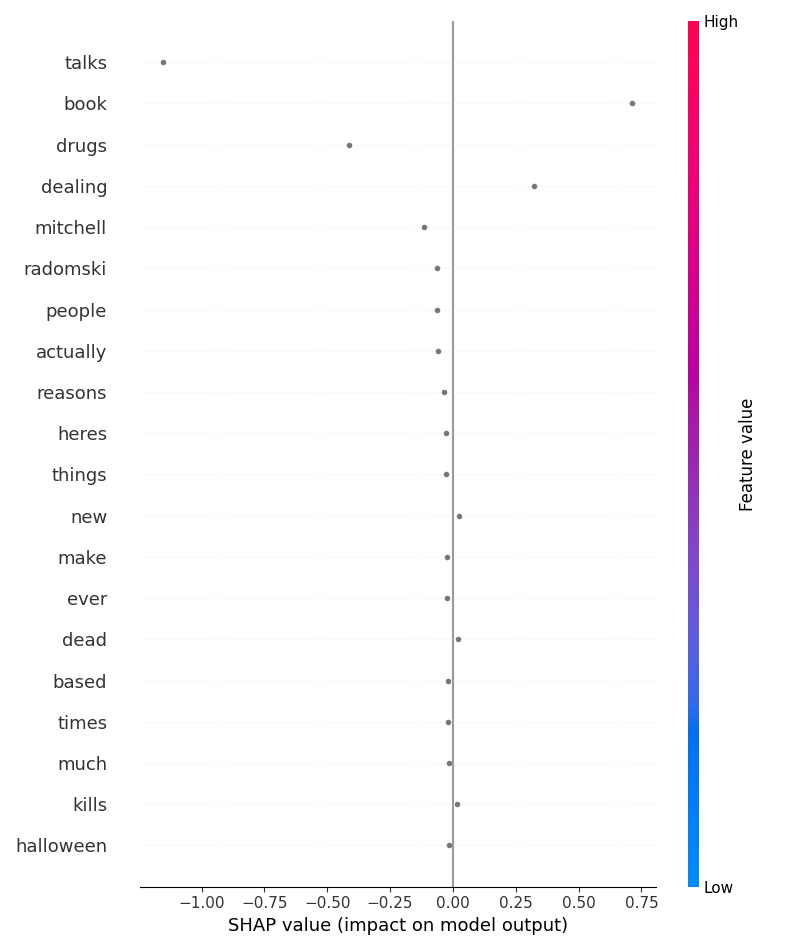 High
talks
book
drugs
dealing
mitchell
radomski
people
actually
reasons
heres
things
new
make
ever
dead
based
times
much
kills
halloween
Feature value
Low
−1.00 −0.75 −0.50 −0.25 0.00 0.25 0.50 0.75
SHAP value (impact on model output)